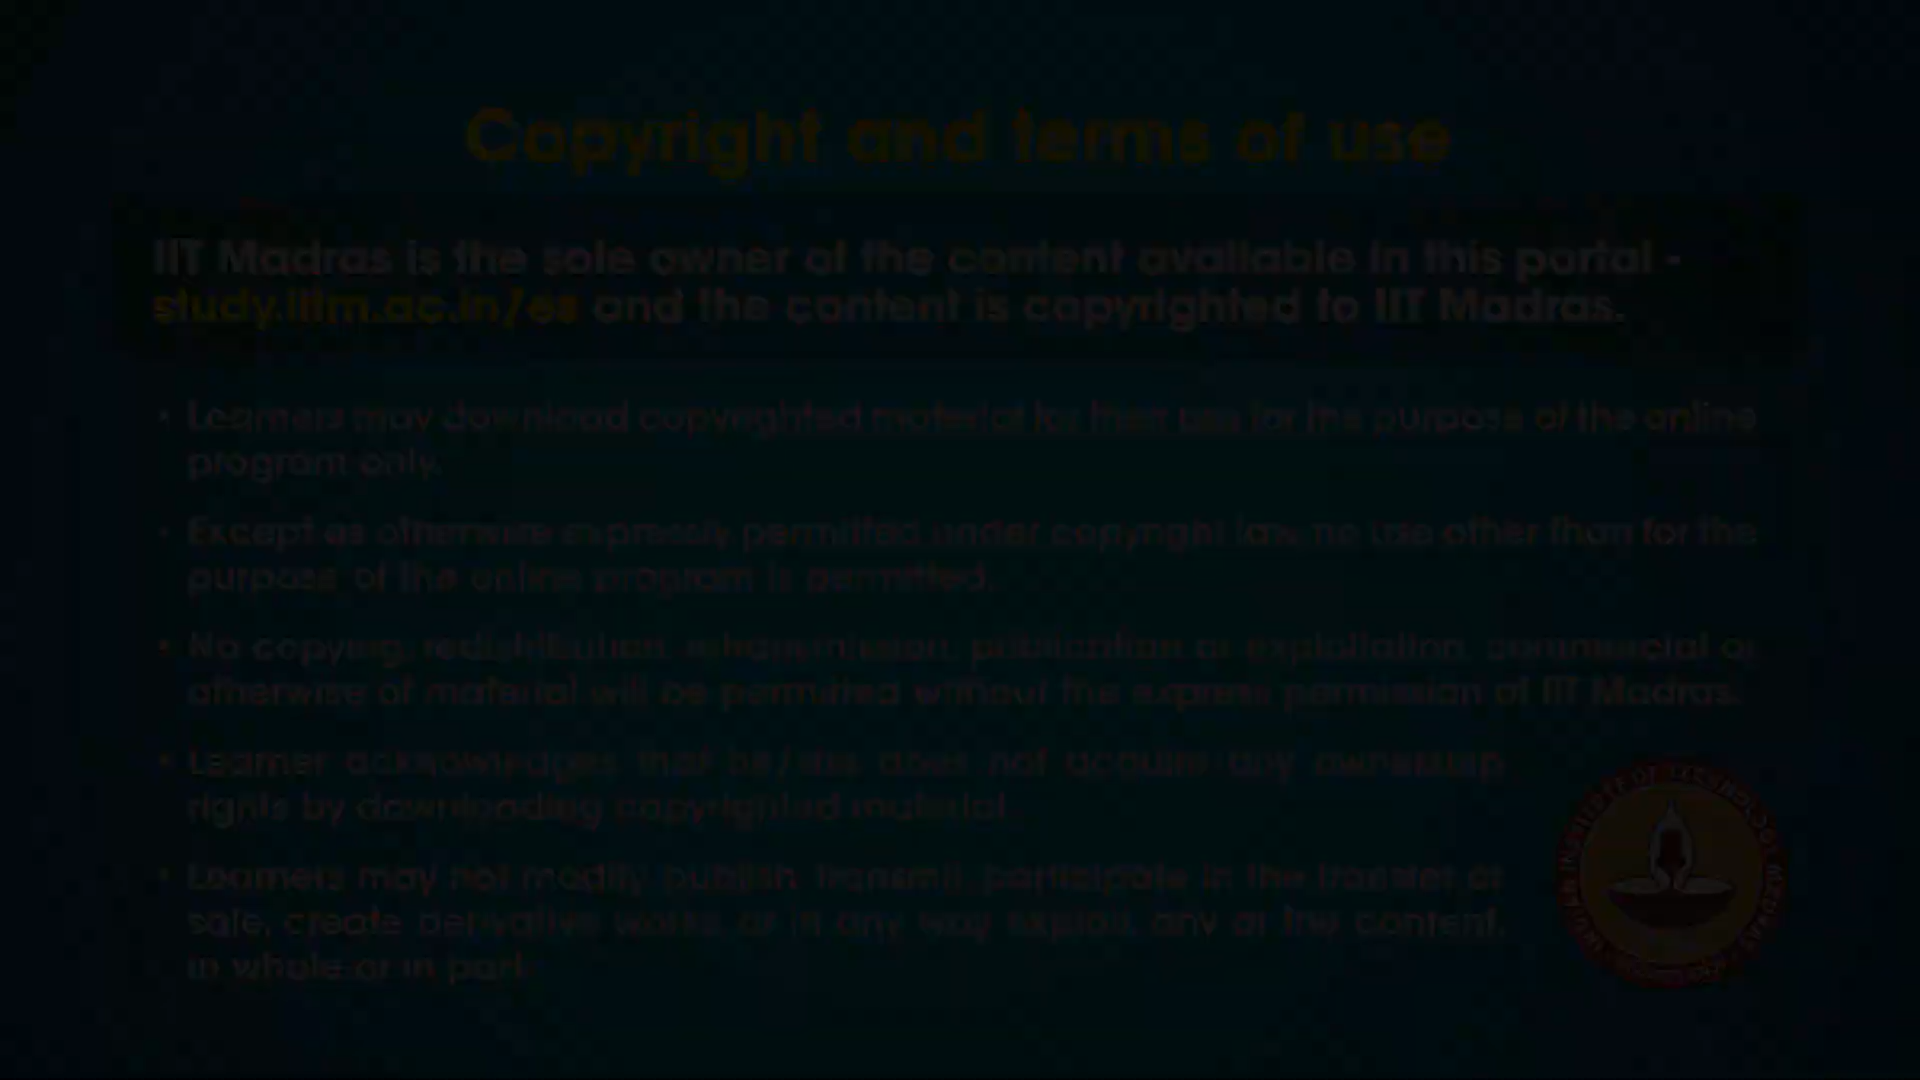 Copyright and terms of use
IIT Madras is the sole owner of the content available in this portal -
study.iitm.ac.in/es and the content is copyrighted to IIT Madras.
• Learners may download copyrighted material for their use for the purpose of the online
program only.
• Except as otherwise expressly permitted under copyright law, no use other than for the
purpose of the online program is permitted.
• No copying, redistribution, retransmission, publication or exploitation, commercial or
otherwise of material will be permitted without the express permission of IIT Madras.
• Learner acknowledges that he/she does not acquire any ownership
rights by downloading copyrighted material.
• Learners may not modify, publish, transmit, participate in the transfer or
sale, create derivative works, or in any way exploit, any of the content,
in whole or in part.
INDIAN INSTITUTE OF TECHNOLOGY MADRAS